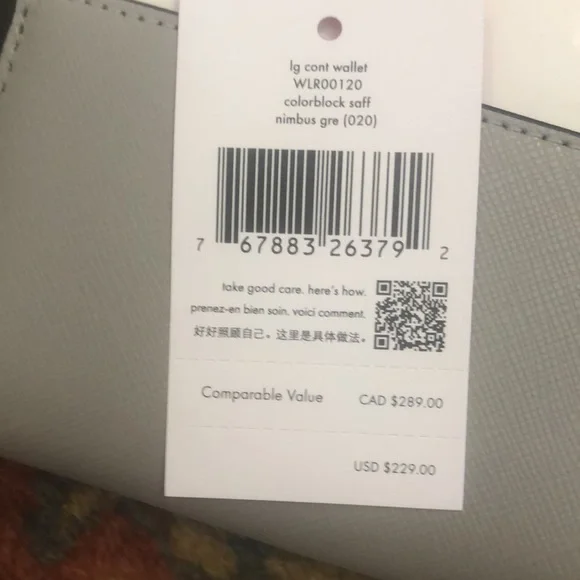 lg cont wallet
WLR00120
colorblock saff
nimbus gre (020)
7 67883 26379 2
take good care. here's how.
prenez-en bien soin. voici comment.
好好照顾自己。这里是具体做法。
Comparable Value CAD $289.00
USD $229.00